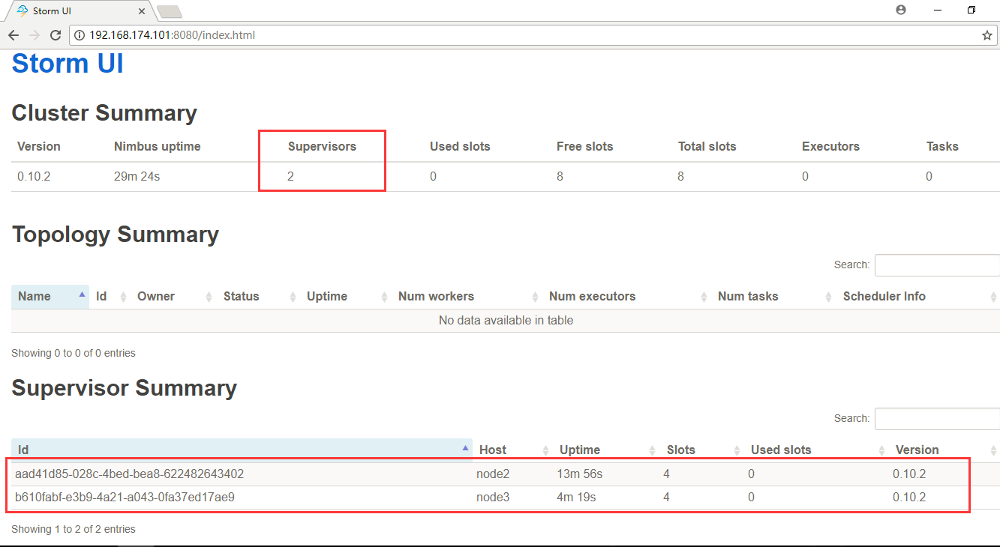 Storm UI
192.168.174.101:8080/index.html
Storm UI
Cluster Summary
Version Nimbus uptime Supervisors Used slots Free slots Total slots Executors Tasks
0.10.2 29m 24s 2 0 8 8 0 0
Topology Summary
Search:
Name Id Owner Status Uptime Num workers Num executors Num tasks Scheduler Info
No data available in table
Showing 0 to 0 of 0 entries
Supervisor Summary
Search:
Id Host Uptime Slots Used slots Version
aad41d85-028c-4bed-bea8-622482643402 node2 13m 56s 4 0 0.10.2
b610fabf-e3b9-4a21-a043-0fa37ed17ae9 node3 4m 19s 4 0 0.10.2
Showing 1 to 2 of 2 entries